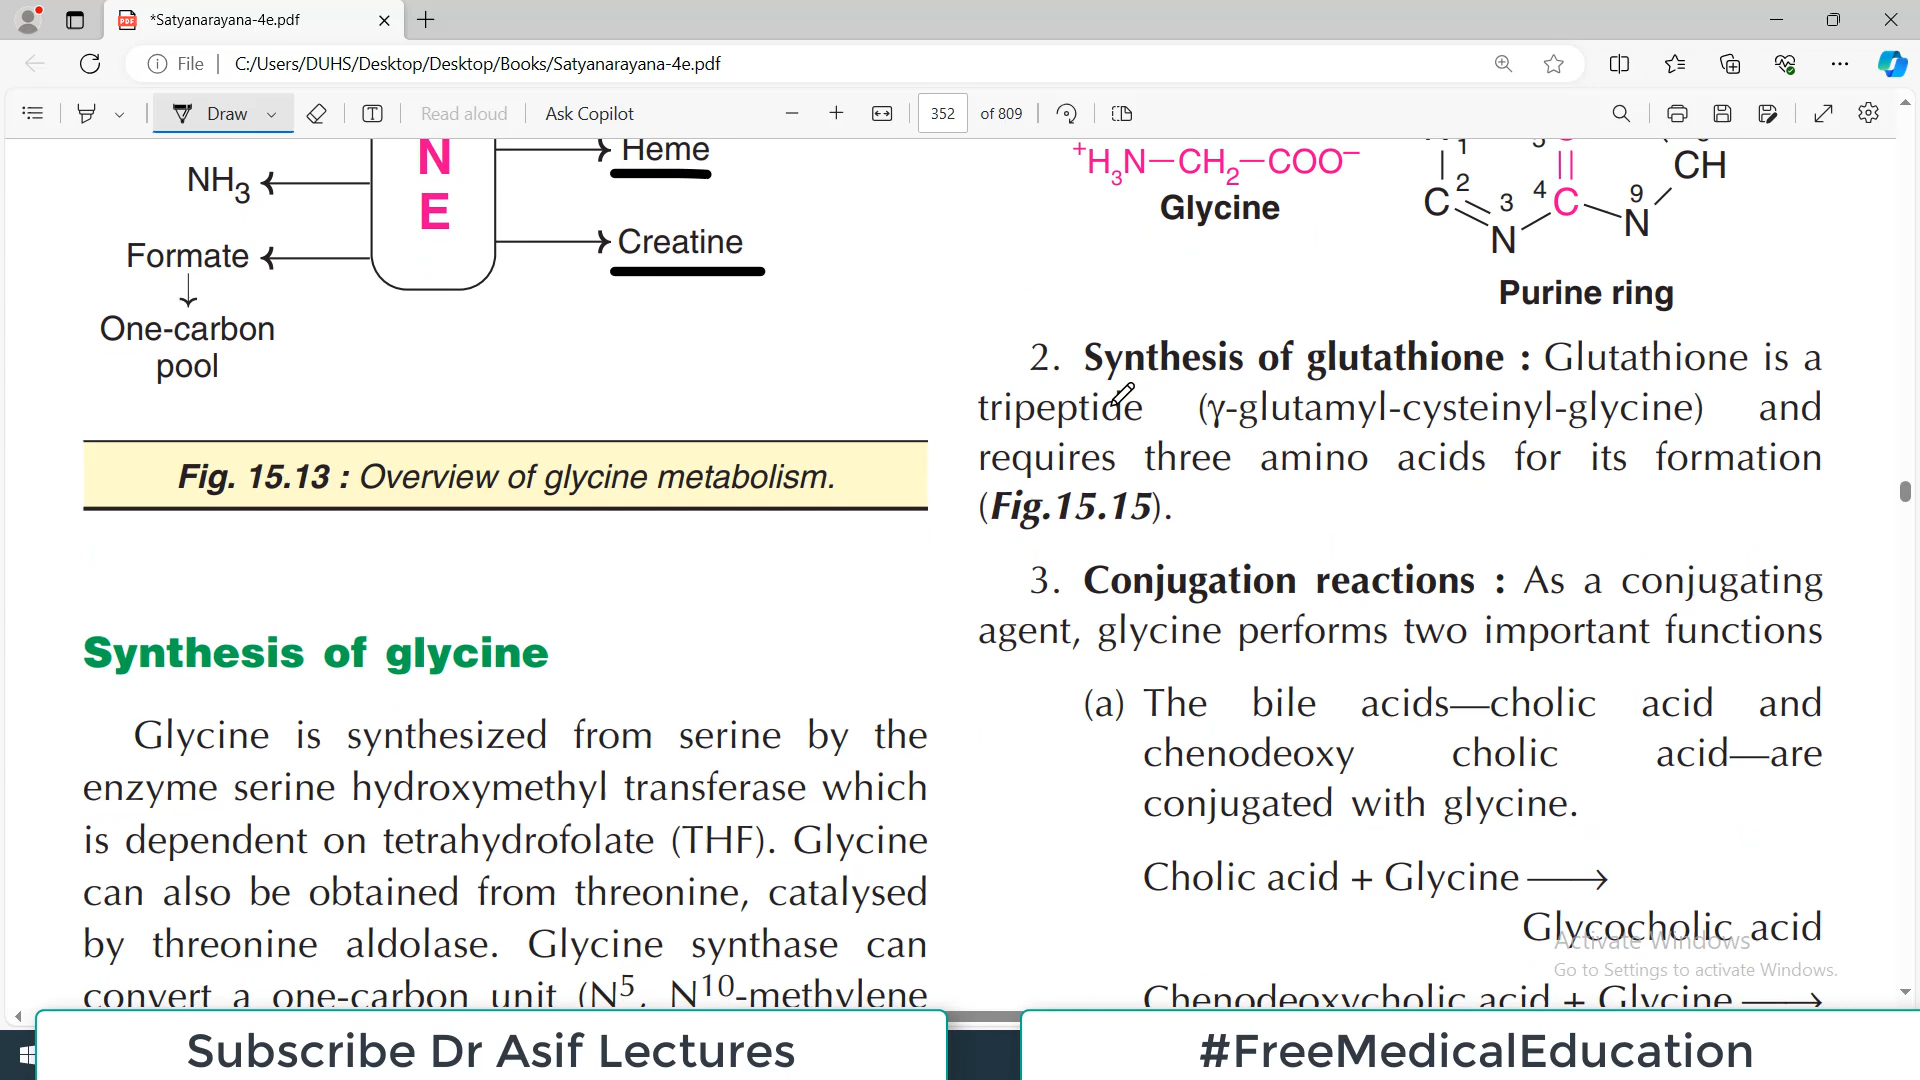 *Satyanarayana-4e.pdf
File
C:/Users/DUHS/Desktop/Desktop/Books/Satyanarayana-4e.pdf
Draw
Read aloud
Ask Copilot
352 of 809
N
E
NH3
Formate
One-carbon
pool
Heme
Creatine
Fig. 15.13 : Overview of glycine metabolism.
Synthesis of glycine
Glycine is synthesized from serine by the
enzyme serine hydroxymethyl transferase which
is dependent on tetrahydrofolate (THF). Glycine
can also be obtained from threonine, catalysed
by threonine aldolase. Glycine synthase can
convert a one-carbon unit (N5, N10-methylene
+H3N—CH2—COO−
Glycine
1
5
CH
C 2
3
4 C
9
N
N
Purine ring
2. Synthesis of glutathione : Glutathione is a
tripeptide (γ-glutamyl-cysteinyl-glycine) and
requires three amino acids for its formation
(Fig.15.15).
3. Conjugation reactions : As a conjugating
agent, glycine performs two important functions
(a) The bile acids—cholic acid and
chenodeoxy cholic acid—are
conjugated with glycine.
Cholic acid + Glycine ⟶
Glycocholic acid
Chenodeoxycholic acid + Glycine ⟶
Activate Windows
Go to Settings to activate Windows.
Subscribe Dr Asif Lectures
#FreeMedicalEducation